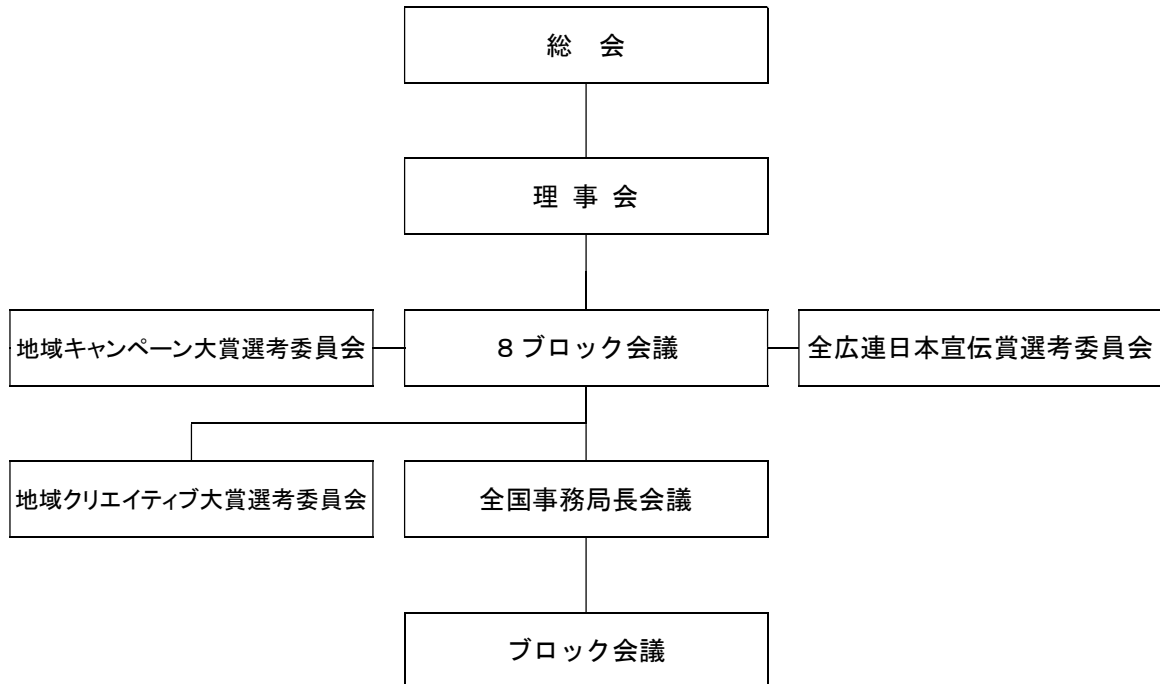 総　会
理 事 会
地域キャンペーン大賞選考委員会
８ブロック会議
全広連日本宣伝賞選考委員会
地域クリエイティブ大賞選考委員会
全国事務局長会議
ブロック会議